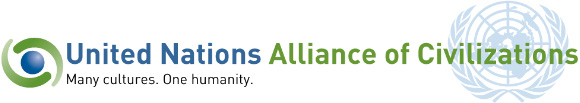 United Nations Alliance of Civilizations
Many cultures. One humanity.